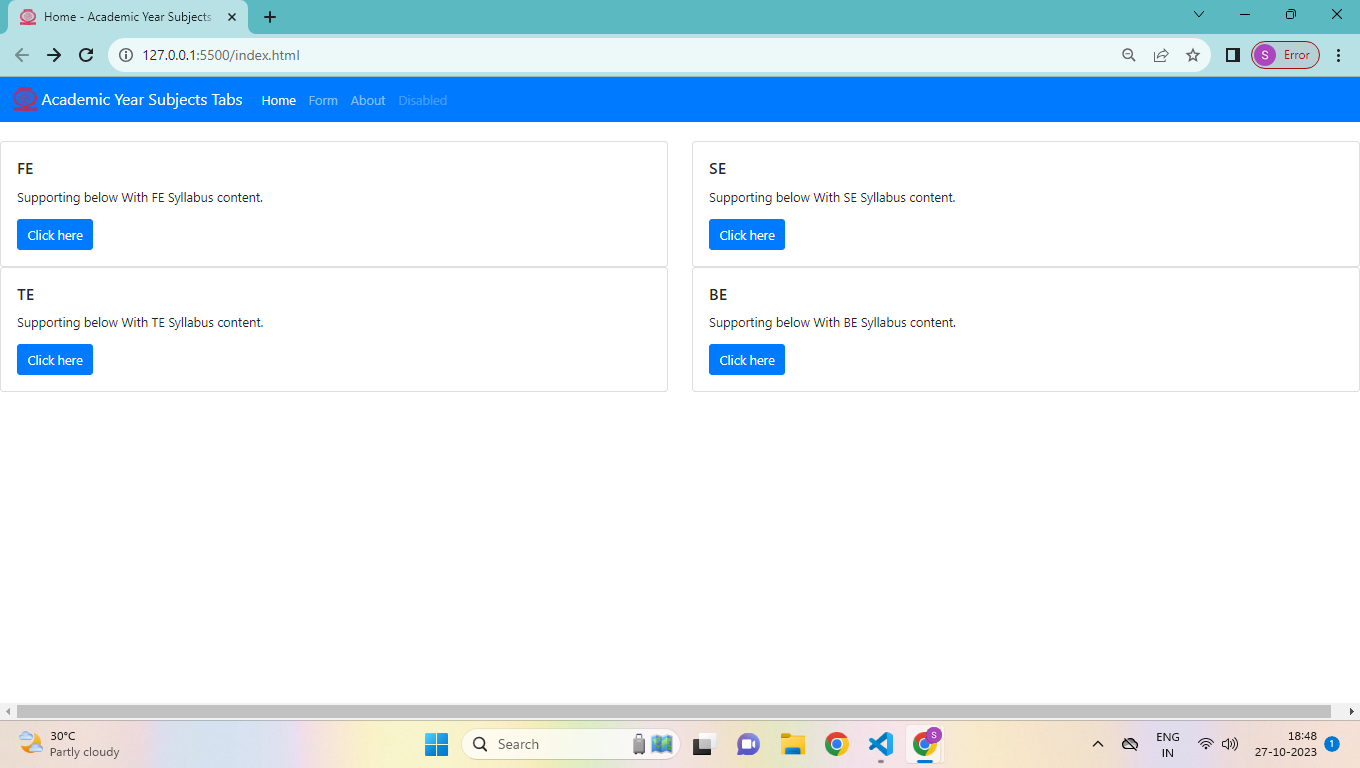 Home - Academic Year Subjects
127.0.0.1:5500/index.html
S Error
Academic Year Subjects Tabs Home Form About Disabled
FE
Supporting below With FE Syllabus content.
Click here
SE
Supporting below With SE Syllabus content.
Click here
TE
Supporting below With TE Syllabus content.
Click here
BE
Supporting below With BE Syllabus content.
Click here
30°C
Partly cloudy
Search
S
ENG
IN
18:48
27-10-2023
1